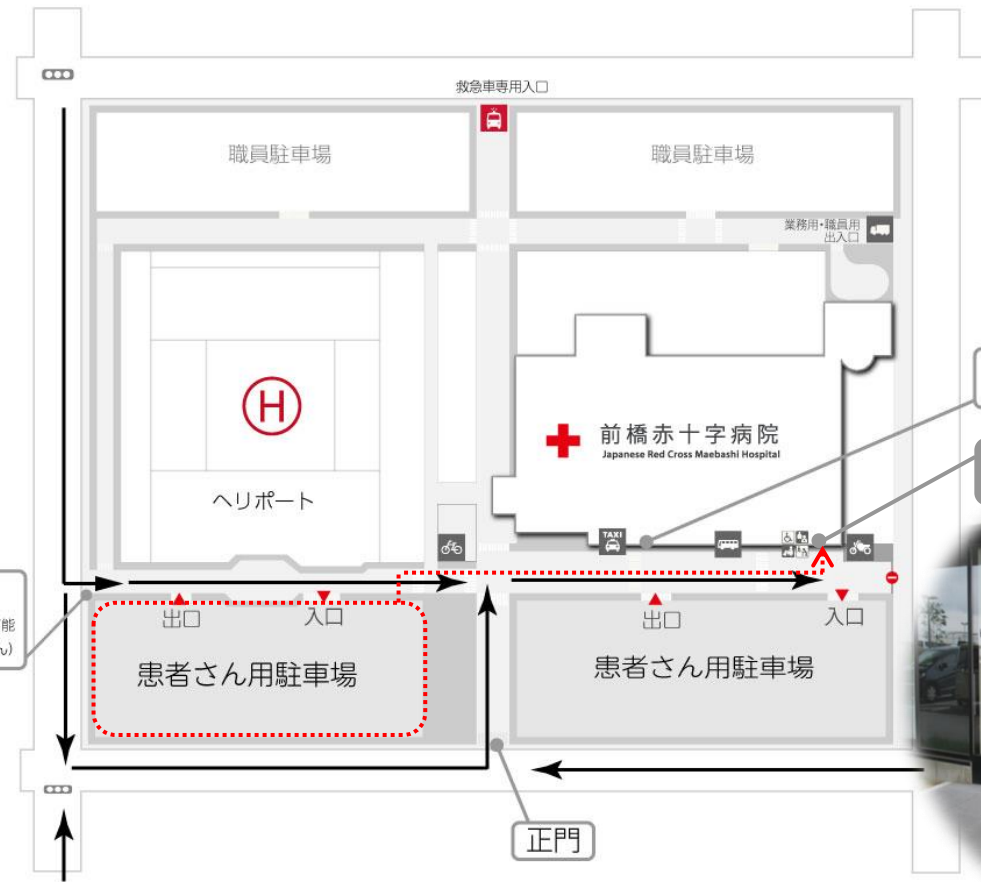 救急車専用入口
職員駐車場
職員駐車場
業務用・職員用
出入口
H
前橋赤十字病院
Japanese Red Cross Maebashi Hospital
ヘリポート
TAXI
能
ん)
出口
入口
出口
入口
患者さん用駐車場
患者さん用駐車場
正門